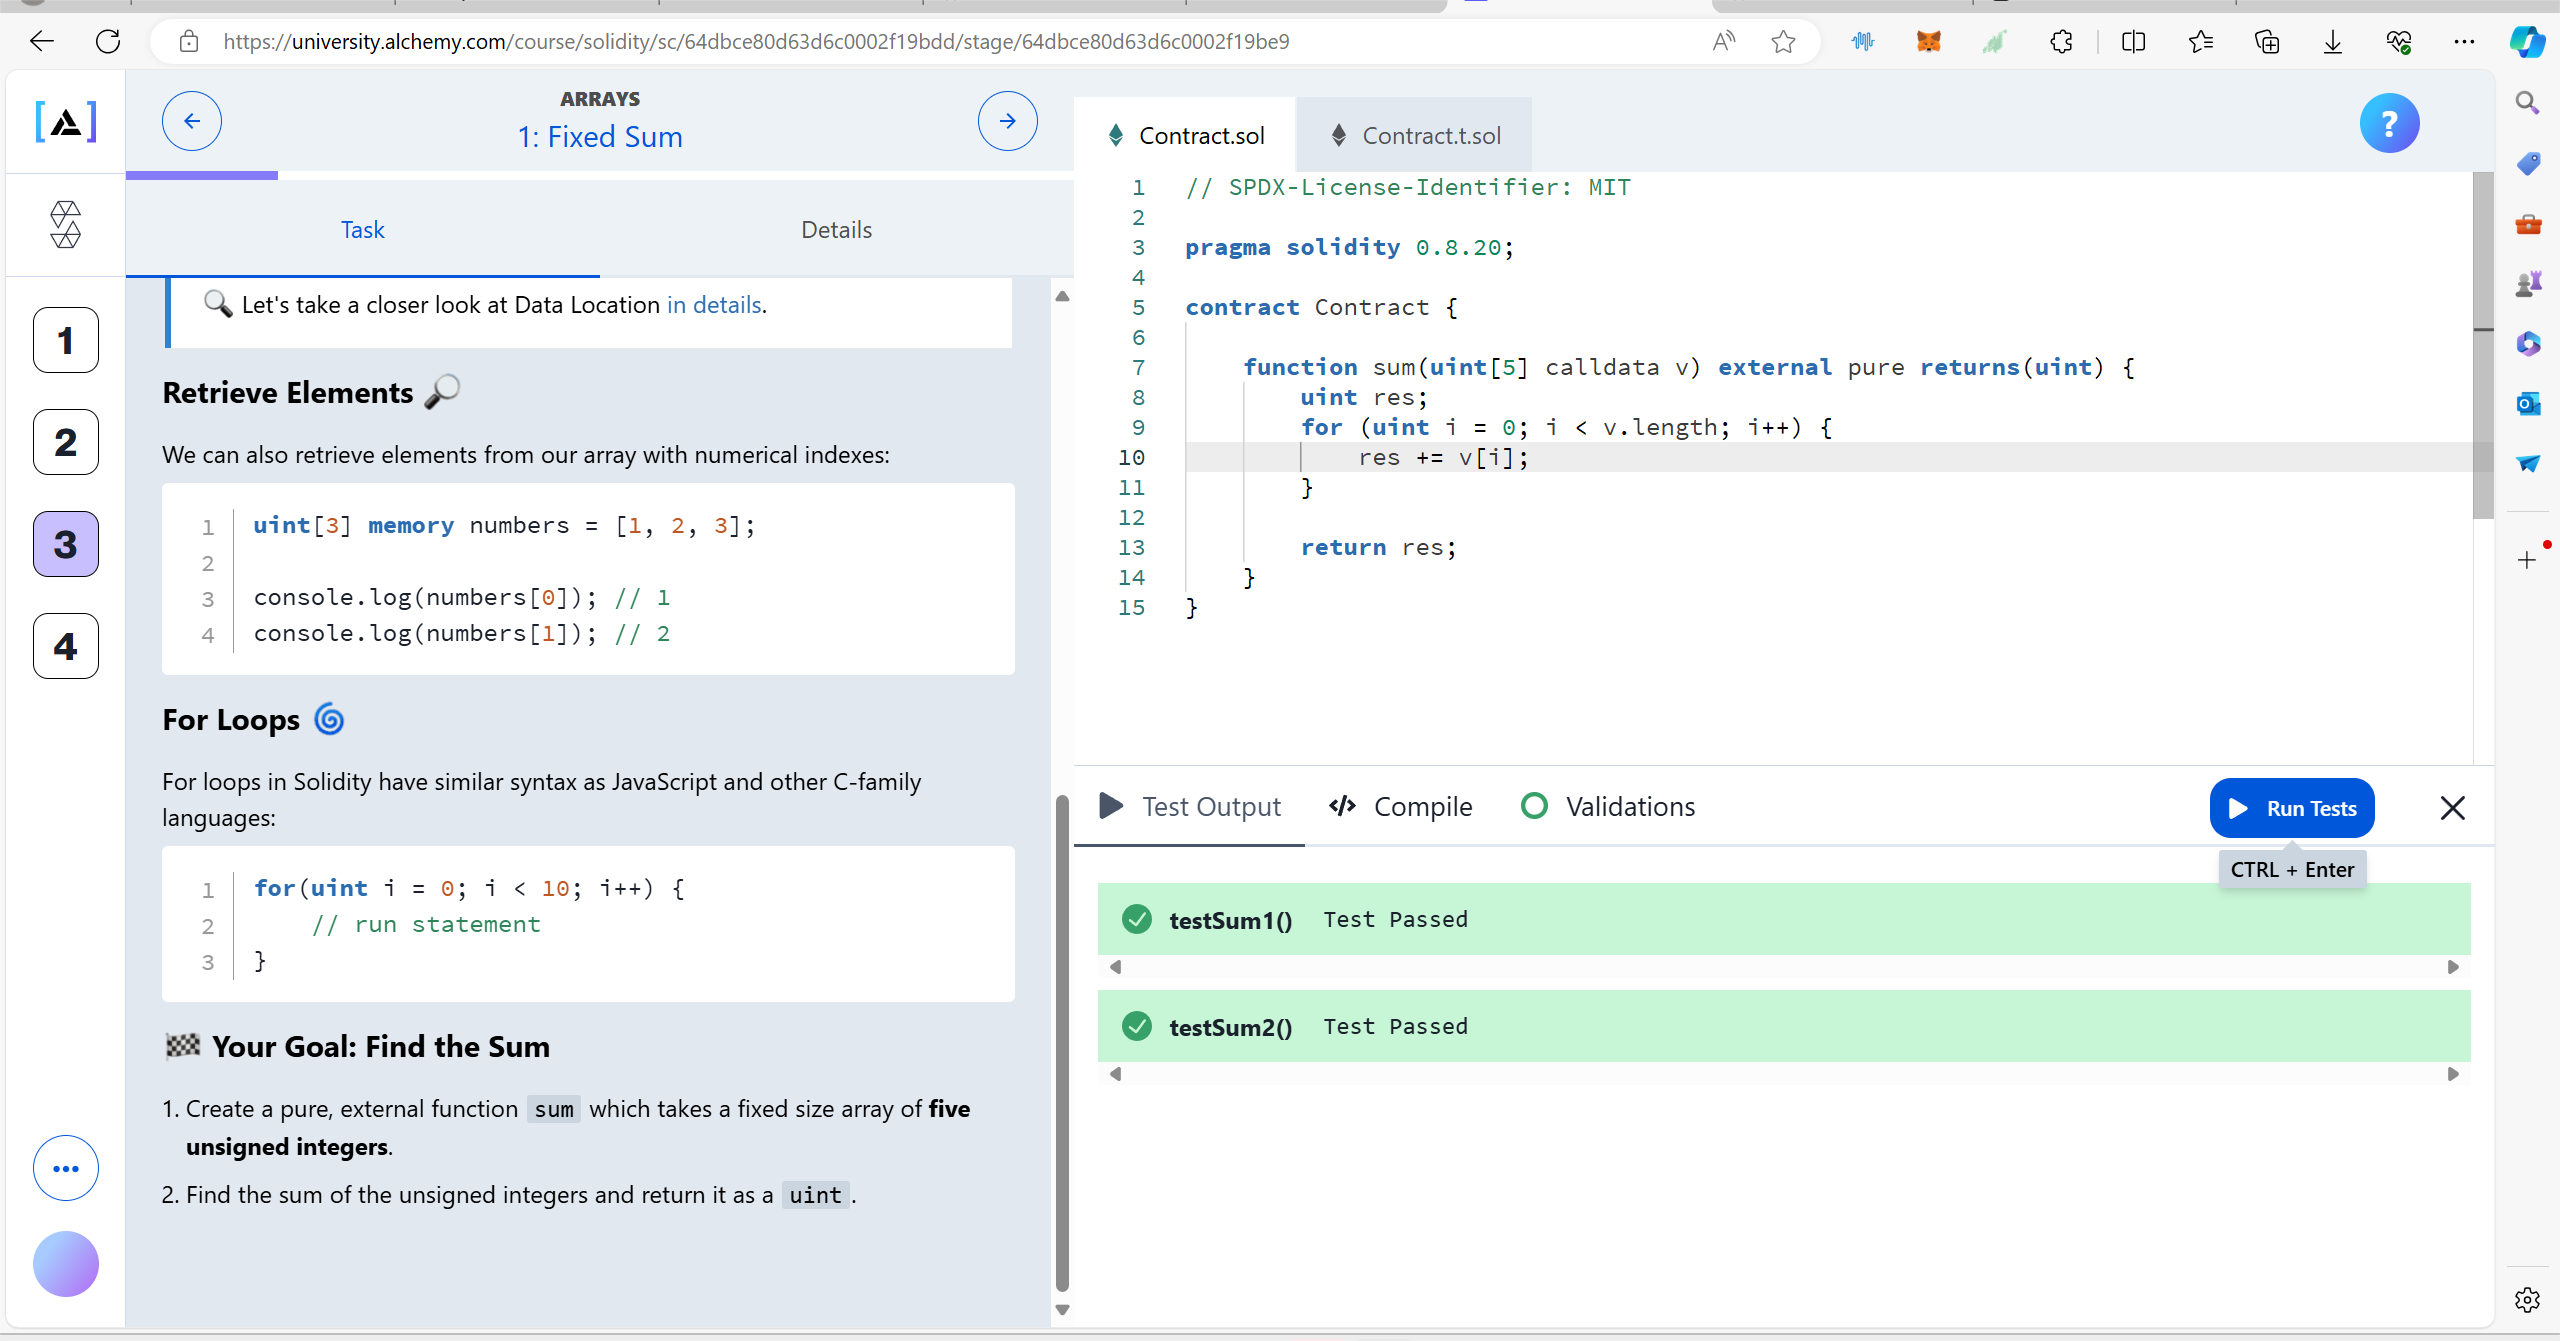 https://university.alchemy.com/course/solidity/sc/64dbce80d63d6c0002f19bdd/stage/64dbce80d63d6c0002f19be9
1
2
3
4
ARRAYS
1: Fixed Sum
Task
Details
Let's take a closer look at Data Location in details.
Retrieve Elements
We can also retrieve elements from our array with numerical indexes:
1 uint[3] memory numbers = [1, 2, 3];
2
3 console.log(numbers[0]); // 1
4 console.log(numbers[1]); // 2
For Loops
For loops in Solidity have similar syntax as JavaScript and other C-family
languages:
1 for(uint i = 0; i < 10; i++) {
2 // run statement
3 }
Your Goal: Find the Sum
1. Create a pure, external function sum which takes a fixed size array of five
unsigned integers.
2. Find the sum of the unsigned integers and return it as a uint.
Contract.sol
Contract.t.sol
?
1 // SPDX-License-Identifier: MIT
2
3 pragma solidity 0.8.20;
4
5 contract Contract {
6
7 function sum(uint[5] calldata v) external pure returns(uint) {
8 uint res;
9 for (uint i = 0; i < v.length; i++) {
10 res += v[i];
11 }
12
13 return res;
14 }
15 }
Test Output
Compile
Validations
Run Tests
CTRL + Enter
testSum1() Test Passed
testSum2() Test Passed